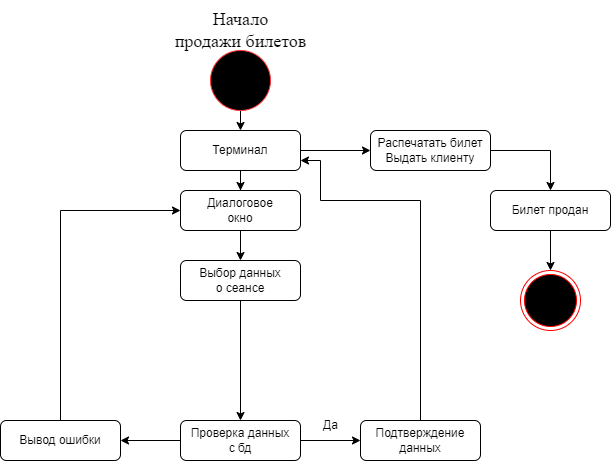 Начало
продажи билетов
Терминал
Распечатать билет
Выдать клиенту
Диалоговое
окно
Билет продан
Выбор данных
о сеансе
Да
Вывод ошибки
Проверка данных
с бд
Подтверждение
данных